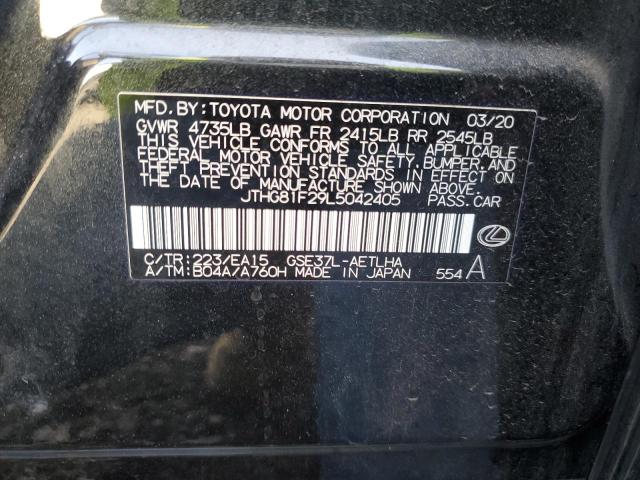 MFD. BY: TOYOTA MOTOR CORPORATION 03/20
GVWR 4735LB GAWR FR 2415LB RR 2545LB
THIS VEHICLE CONFORMS TO ALL APPLICABLE
FEDERAL MOTOR VEHICLE SAFETY, BUMPER, AND
THEFT PREVENTION STANDARDS IN EFFECT ON
THE DATE OF MANUFACTURE SHOWN ABOVE.
JTHG81F29L5042405 PASS.CAR
C/TR: 223/EA15 GSE37L-AETLHA
A/TM: B04A/A760H MADE IN JAPAN 554 A